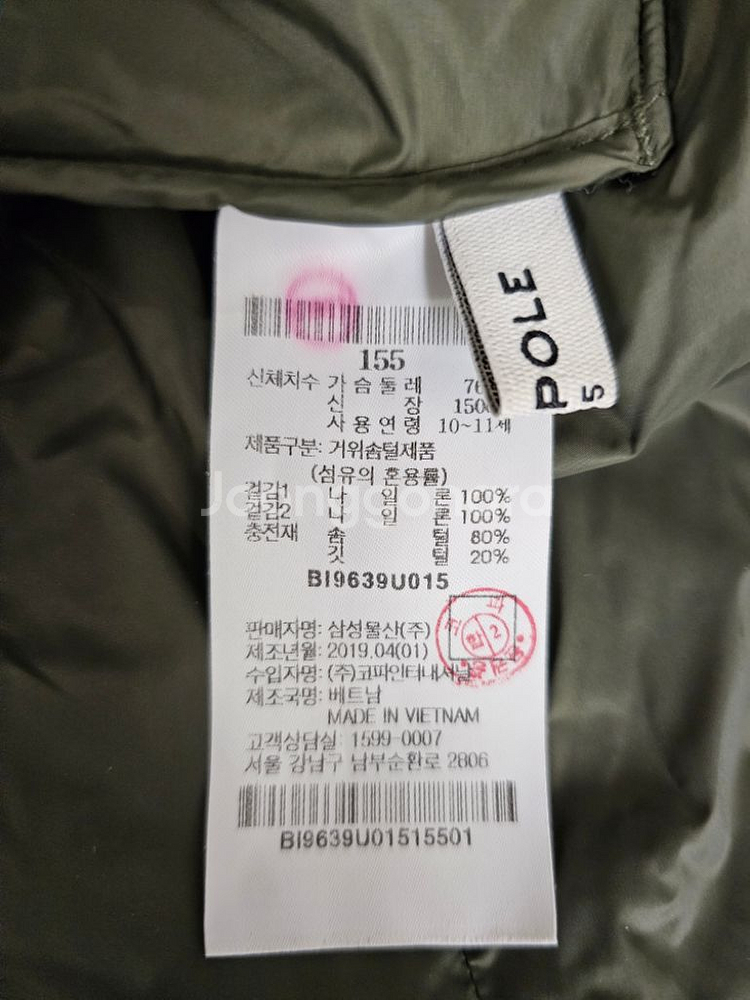 POLE
5
155
신체치수 가 슴 둘 레
신 장 150
사 용 연 령 10~11세
제품구분: 거위솜털제품
(섬유의 혼용률)
겉감1 나 일 론 100%
겉감2 나 일 론 100%
충전재 솜 털 80%
깃 털 20%
BI9639U015
판매자명: 삼성물산(주)
제조년월: 2019.04(01)
수입자명: (주)코파인터내셔날
제조국명: 베트남
MADE IN VIETNAM
고객상담실: 1599-0007
서울 강남구 남부순환로 2806
BI9639U01515501
코 파
합 2